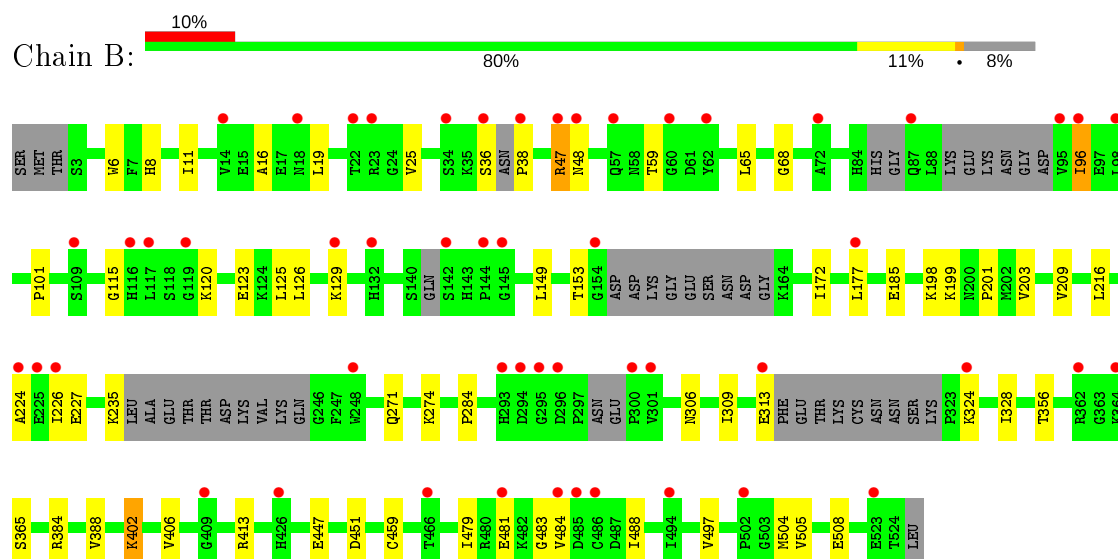 10%
Chain B:
80% 11% • 8%
SER MET THR S3 W6 F7 H8 I11 V14 E15 A16 E17 N18 L19 T22 R23 G24 V25 S34 K35 S36 ASN P38 R47 N48 Q57 N58 T59 G60 D61 Y62 L65 G68 A72 H84 HIS GLY Q87 L88 LYS GLU LYS ASN GLY ASP V95 I96 E97 L98
P101 S109 G115 H116 L117 S118 G119 K120 E123 K124 L125 L126 K129 H132 S140 GLN S142 H143 P144 G145 L149 T153 G154 ASP ASP LYS GLY GLU SER ASN ASP GLY K164 I172 L177 E185 K198 K199 N200 P201 M202 V203 V209 L216
A224 E225 I226 E227 K235 LEU ALA GLU THR THR ASP LYS VAL LYS GLN G246 F247 W248 Q271 K274 P284 H293 D294 G295 D296 P297 ASN GLU P300 V301 N306 I309 E313 PHE GLU THR LYS CYS ASN ASN SER LYS P323 K324 I328 T356 R362 G363 K364
S365 R384 V388 K402 V406 G409 R413 H426 E447 D451 C459 T466 I479 R480 E481 K482 G483 V484 D485 C486 D487 I488 I494 V497 P502 G503 M504 V505 E508 E523 T524 LEU